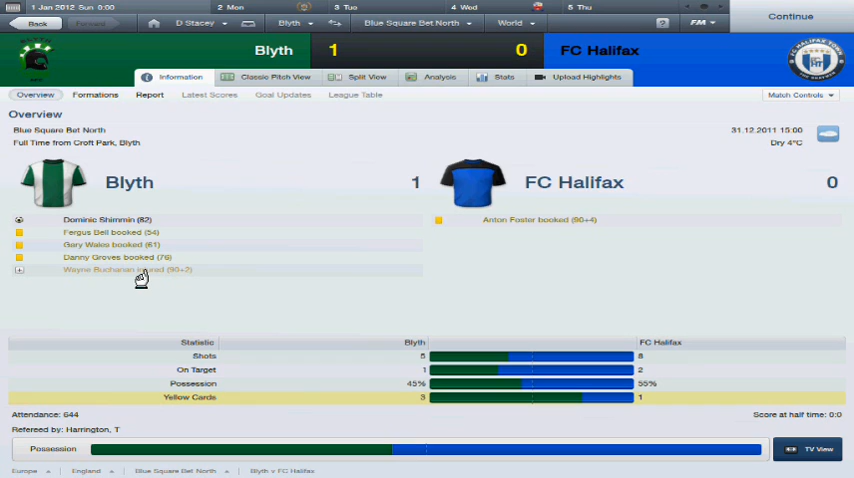 1 Jan 2012 Sun 0:00 2 Mon 3 Tue 4 Wed 5 Thu
Continue
Back Forward D Stacey Blyth Blue Square Bet North World ? FM
Blyth 1 0 FC Halifax
Information Classic Pitch View Split View Analysis Stats Upload Highlights
Overview Formations Report Latest Scores Goal Updates League Table Match Controls
Overview
Blue Square Bet North 31.12.2011 15:00
Full Time from Croft Park, Blyth Dry 4°C
Blyth 1 FC Halifax 0
Dominic Shimmin (82) Anton Foster booked (90+4)
Fergus Bell booked (54)
Gary Wales booked (61)
Danny Groves booked (76)
Wayne Buchanan (90+2)
Statistic Blyth FC Halifax
Shots 5 8
On Target 1 2
Possession 45% 55%
Yellow Cards 3 1
Attendance: 644 Score at half time: 0:0
Refereed by: Harrington, T
Possession TV View
Europe England Blue Square Bet North Blyth v FC Halifax